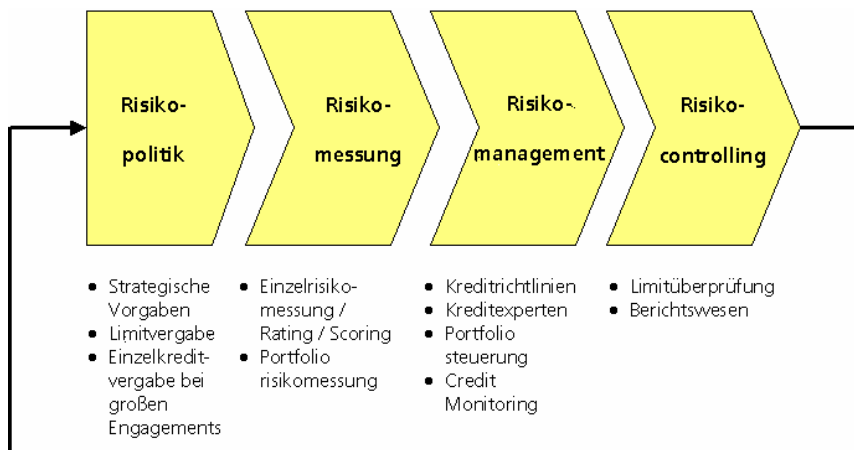 Risiko-
politik
Risiko-
messung
Risiko-
management
Risiko-
controlling
• Strategische
Vorgaben
• Limitvergabe
• Einzelkredit-
vergabe bei
großen
Engagements
• Einzelrisiko-
messung /
Rating / Scoring
• Portfolio
risikomessung
• Kreditrichtlinien
• Kreditexperten
• Portfolio
steuerung
• Credit
Monitoring
• Limitüberprüfung
• Berichtswesen